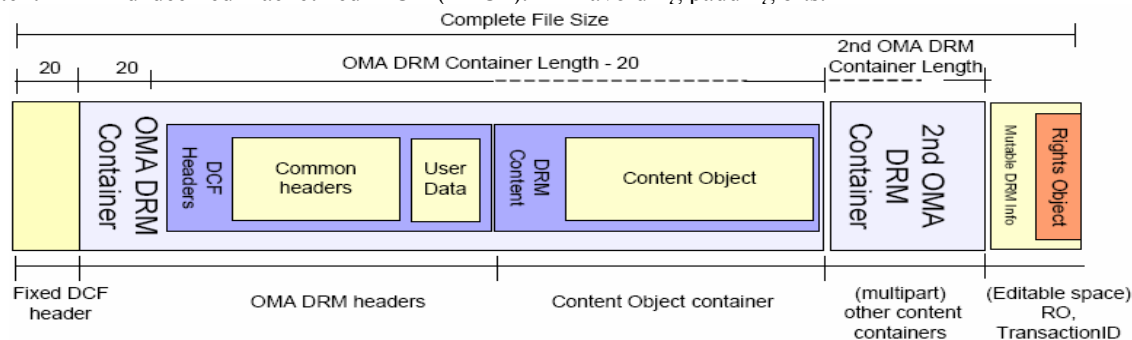 Complete File Size
20
20
OMA DRM Container Length - 20
2nd OMA DRM
Container Length
OMA DRM
Container
DCF
Headers
Common
headers
User
Data
DRM
Content
Content Object
2nd OMA
DRM
Container
Mutable DRM Info
Rights Object
Fixed DCF
header
OMA DRM headers
Content Object container
(multipart)
other content
containers
(Editable space)
RO,
TransactionID